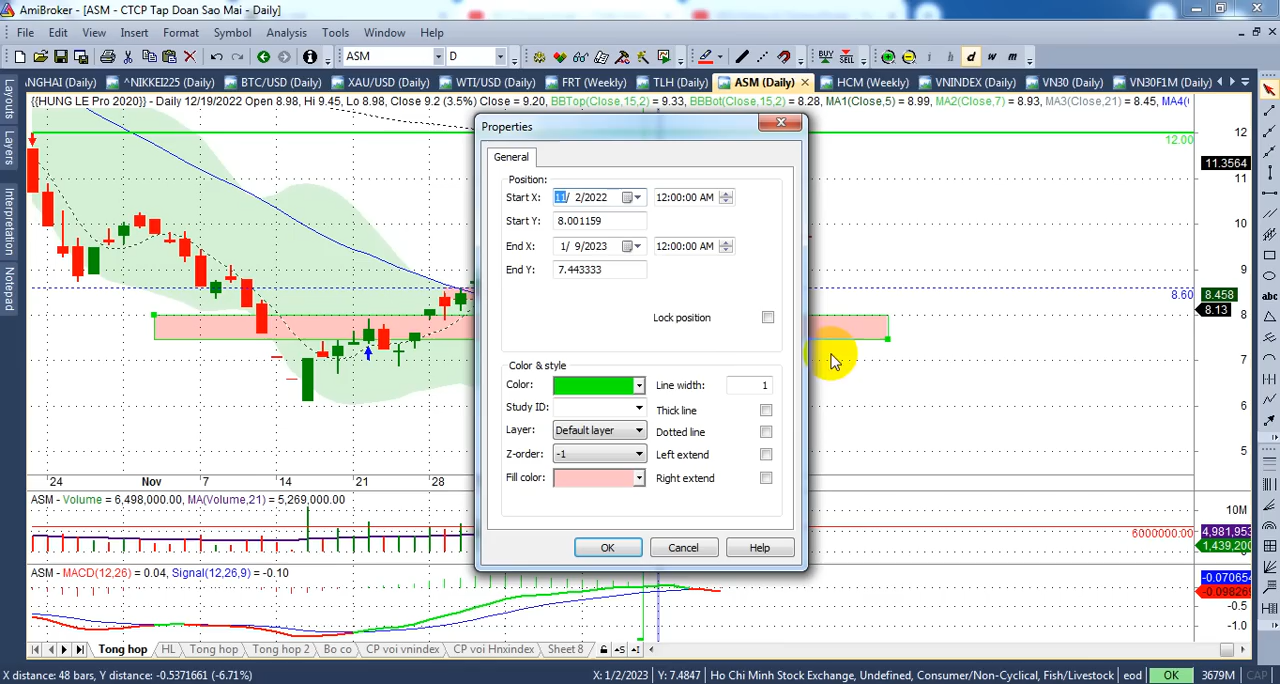 AmiBroker - [ASM - CTCP Tap Doan Sao Mai - Daily]
File Edit View Insert Format Symbol Analysis Tools Window Help
ASM D BUY SELL i h d w m
NGHAI (Daily) ^NIKKEI225 (Daily) BTC/USD (Daily) XAU/USD (Daily) WTI/USD (Daily) FRT (Weekly) TLH (Daily) ASM (Daily) HCM (Weekly) VNINDEX (Daily) VN30 (Daily) VN30F1M (Daily)
{{HUNG LE Pro 2020}} - Daily 12/19/2022 Open 8.98, Hi 9.45, Lo 8.98, Close 9.2 (3.5%) Close = 9.20, BBTop(Close,15,2) = 9.33, BBBot(Close,15,2) = 8.28, MA1(Close,5) = 8.99, MA2(Close,7) = 8.93, MA3(Close,21) = 8.45, MA4(
Layouts
Layers
Interpretation
Notepad
Properties
General
Position:
Start X: 11/ 2/2022 12:00:00 AM
Start Y: 8.001159
End X: 1/ 9/2023 12:00:00 AM
End Y: 7.443333
Lock position
Color & style
Color: Line width: 1
Study ID: Thick line
Layer: Default layer Dotted line
Z-order: -1 Left extend
Fill color: Right extend
OK Cancel Help
12.00
12
11.3564
11
10
9
8.60
8.458
8.13
8
7
6
5
abc
24 Nov 7 14 21 28
ASM - Volume = 6,498,000.00, MA(Volume,21) = 5,269,000.00
10M
6000000.00
4,981,953
1,439,200
ASM - MACD(12,26) = 0.04, Signal(12,26,9) = -0.10
-0.070654
-0.5
-1.0
Tong hop HL Tong hop Tong hop 2 Bo co CP voi vnindex CP voi Hnxindex Sheet 8
X distance: 48 bars, Y distance: -0.5371661 (-6.71%) X: 1/2/2023 Y: 7.4847 Ho Chi Minh Stock Exchange, Undefined, Consumer/Non-Cyclical, Fish/Livestock eod OK 3679M CAP